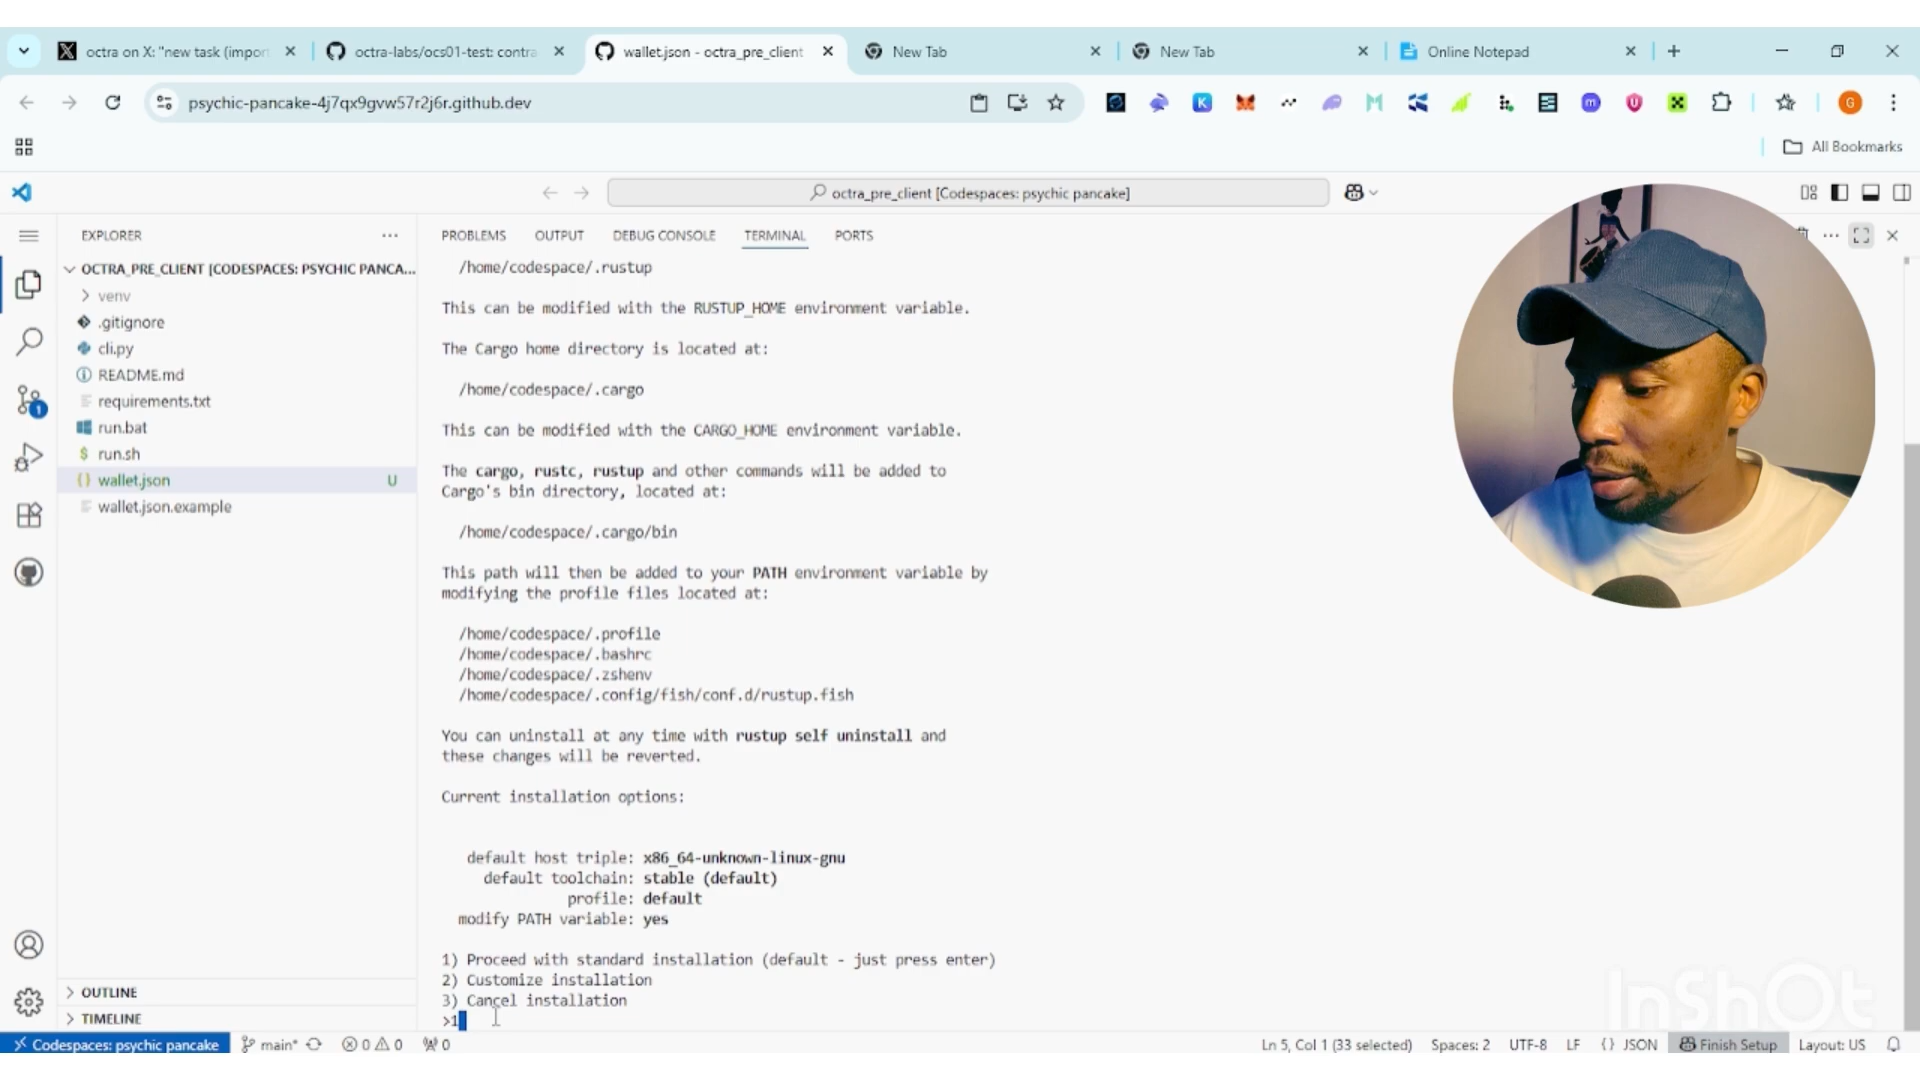 octra on X: "new task (impor
octra-labs/ocs01-test: contra
wallet.json - octra_pre_client
New Tab
New Tab
Online Notepad
psychic-pancake-4j7qx9gvw57r2j6r.github.dev
G
All Bookmarks
octra_pre_client [Codespaces: psychic pancake]
EXPLORER
OCTRA_PRE_CLIENT [CODESPACES: PSYCHIC PANCA...
venv
.gitignore
cli.py
README.md
requirements.txt
run.bat
$ run.sh
{} wallet.json U
wallet.json.example
1
OUTLINE
TIMELINE
PROBLEMS OUTPUT DEBUG CONSOLE TERMINAL PORTS
/home/codespace/.rustup
This can be modified with the RUSTUP_HOME environment variable.
The Cargo home directory is located at:
/home/codespace/.cargo
This can be modified with the CARGO_HOME environment variable.
The cargo, rustc, rustup and other commands will be added to
Cargo's bin directory, located at:
/home/codespace/.cargo/bin
This path will then be added to your PATH environment variable by
modifying the profile files located at:
/home/codespace/.profile
/home/codespace/.bashrc
/home/codespace/.zshenv
/home/codespace/.config/fish/conf.d/rustup.fish
You can uninstall at any time with rustup self uninstall and
these changes will be reverted.
Current installation options:
default host triple: x86_64-unknown-linux-gnu
default toolchain: stable (default)
profile: default
modify PATH variable: yes
1) Proceed with standard installation (default - just press enter)
2) Customize installation
3) Cancel installation
>1
InShOt
Codespaces: psychic pancake main* 0 0 0 Ln 5, Col 1 (33 selected) Spaces: 2 UTF-8 LF {} JSON Finish Setup Layout: US